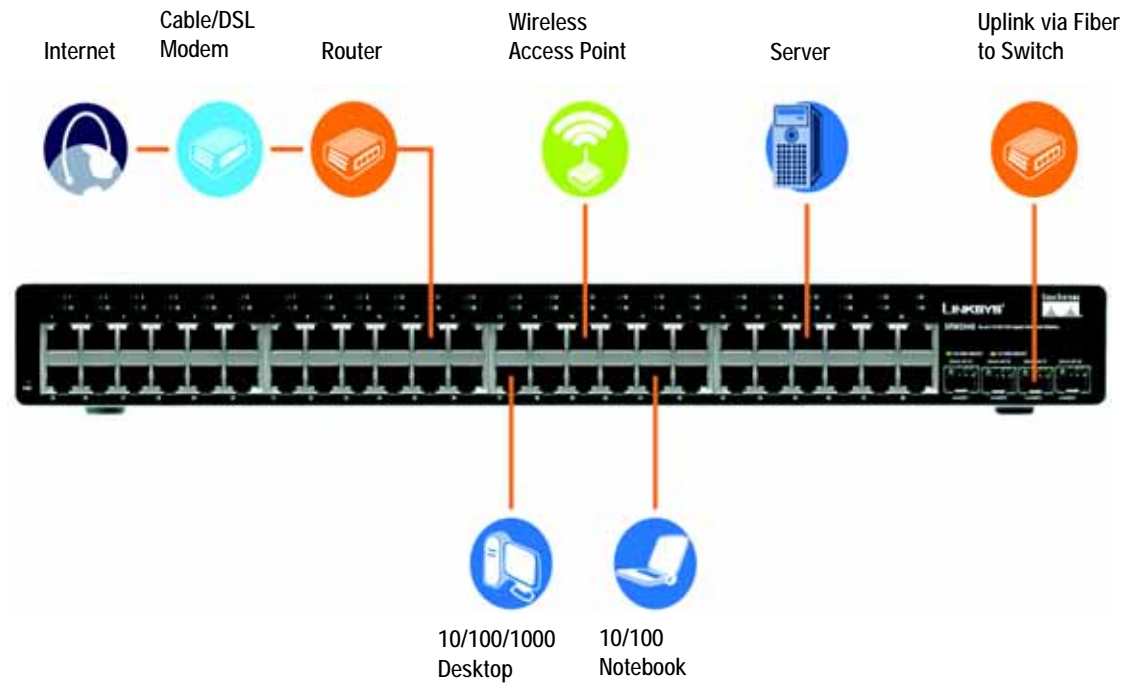 Internet
Cable/DSL
Modem
Router
Wireless
Access Point
Server
Uplink via Fiber
to Switch
LINKSYS
10/100/1000
Desktop
10/100
Notebook